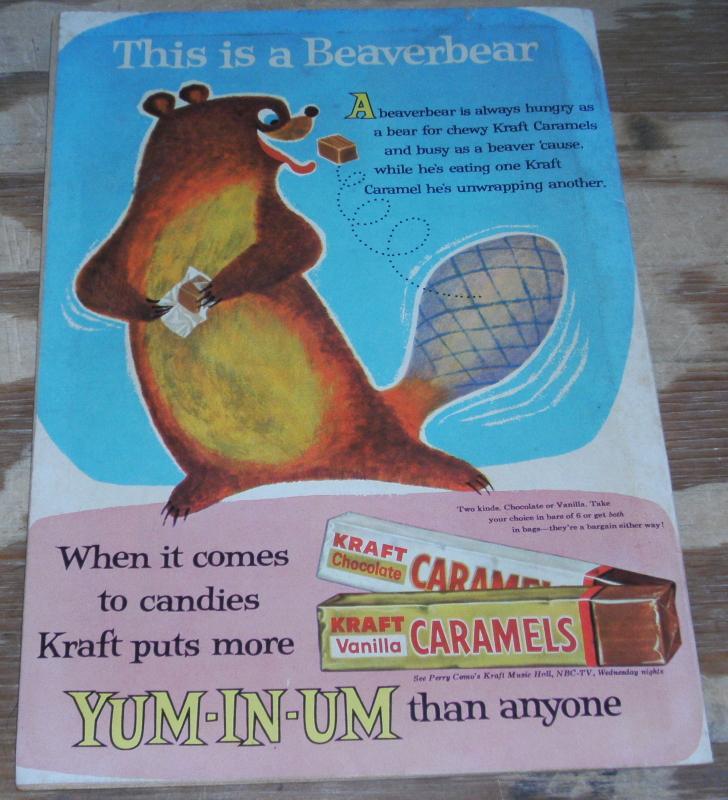 This is a Beaverbear
A beaverbear is always hungry as
a bear for chewy Kraft Caramels
and busy as a beaver 'cause,
while he's eating one Kraft
Caramel he's unwrapping another.
Two kinds, Chocolate or Vanilla. Take
your choice in bars of 6 or get both
in bags—they're a bargain either way!
When it comes
to candies
Kraft puts more
YUM-IN-UM than anyone
KRAFT
Chocolate
CARAMEL
KRAFT
Vanilla
CARAMELS
See Perry Como's Kraft Music Hall, NBC-TV, Wednesday nights